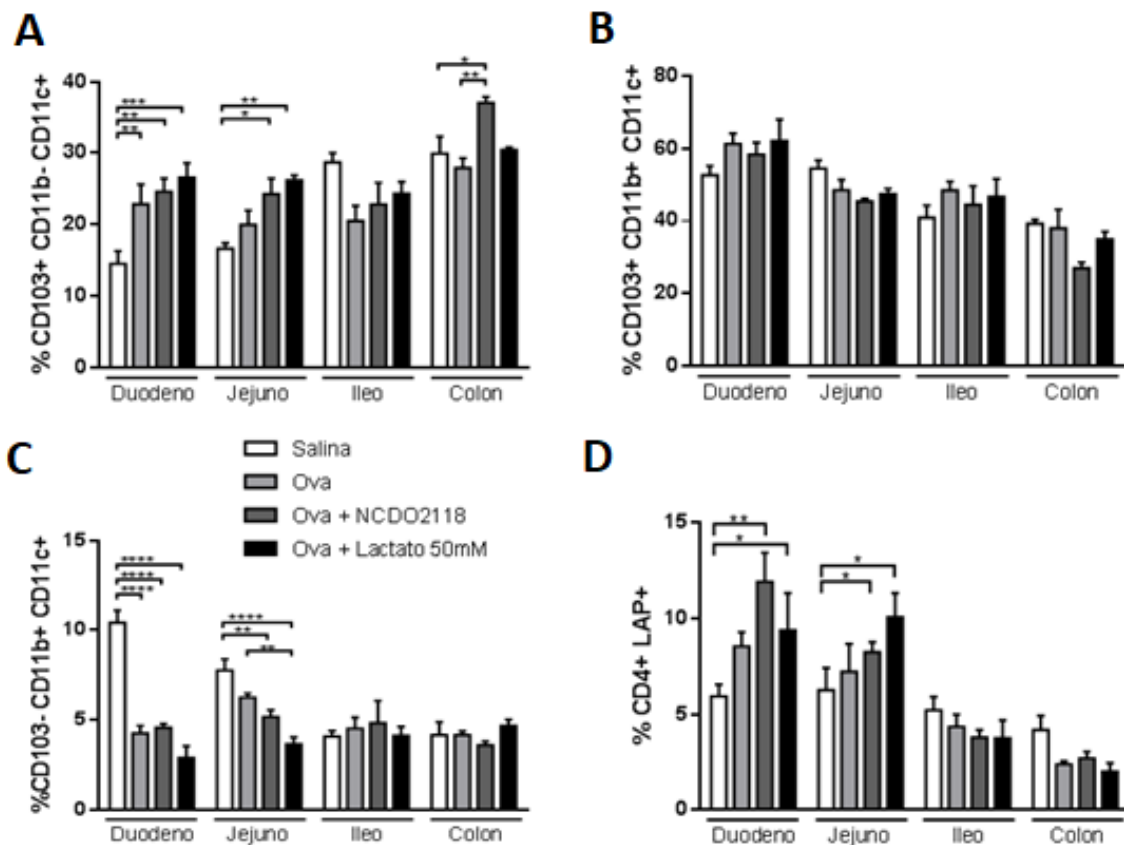 A
% CD103+ CD11b- CD11c+
40
30
20
10
0
***
**
**
**
*
*
**
Duodeno Jejuno Ileo Colon
B
% CD103+ CD11b+ CD11c+
80
60
40
20
0
Duodeno Jejuno Ileo Colon
C
Salina
Ova
Ova + NCDO2118
Ova + Lactato 50mM
%CD103- CD11b+ CD11c+
15
10
5
0
****
****
****
****
**
**
Duodeno Jejuno Ileo Colon
D
% CD4+ LAP+
15
10
5
0
**
*
*
*
Duodeno Jejuno Ileo Colon